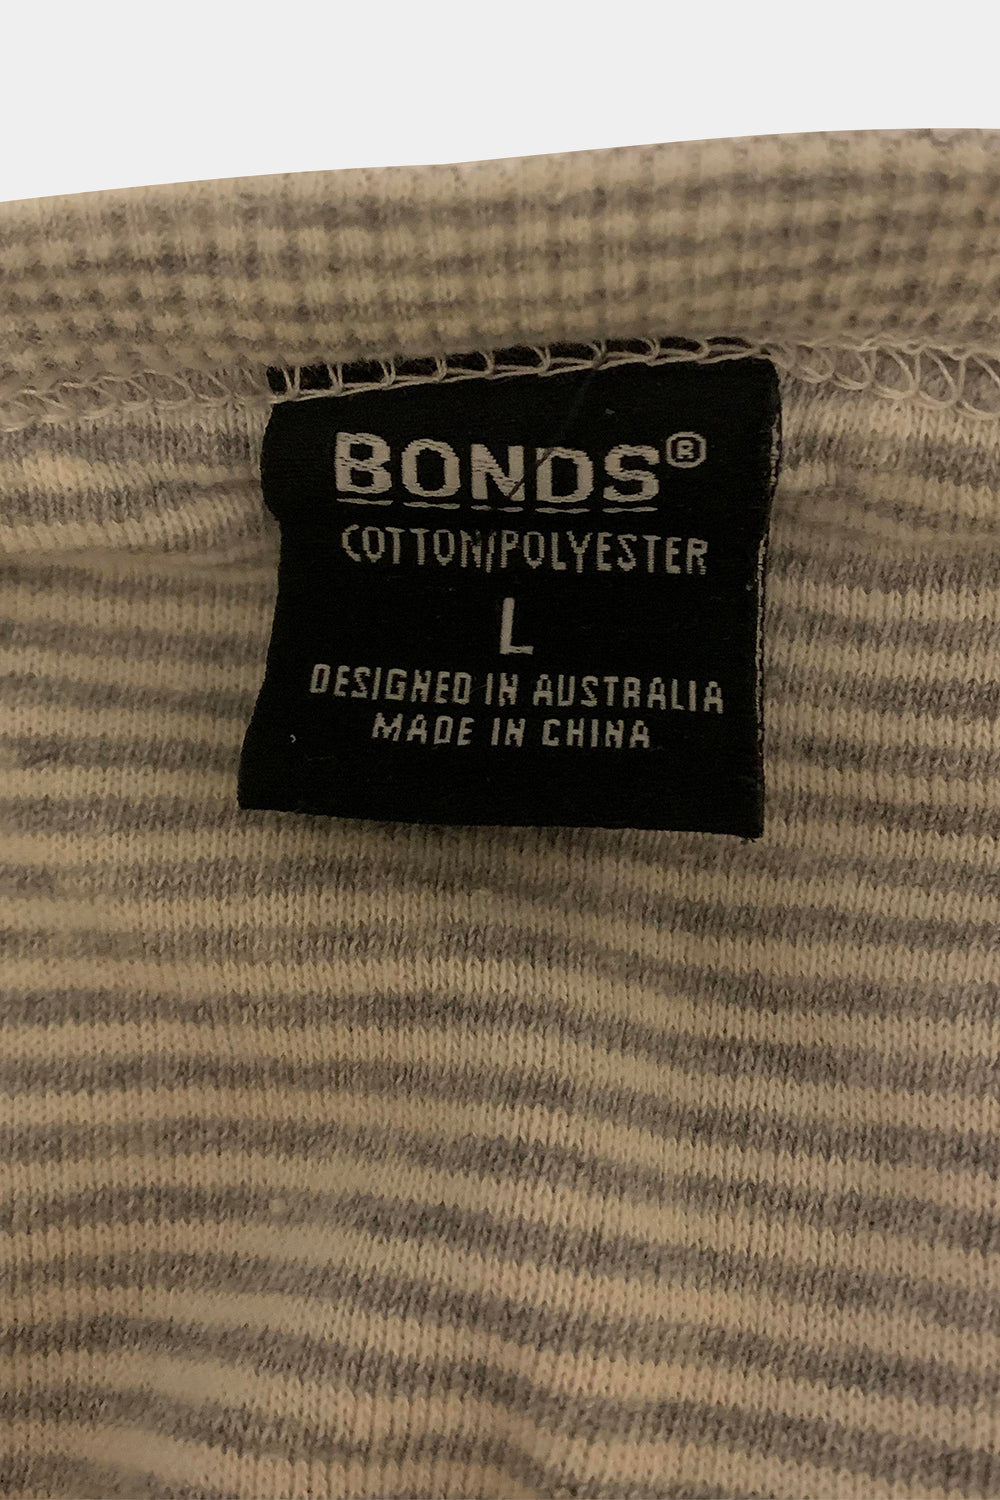 BONDS®
COTTON/POLYESTER
L
DESIGNED IN AUSTRALIA
MADE IN CHINA